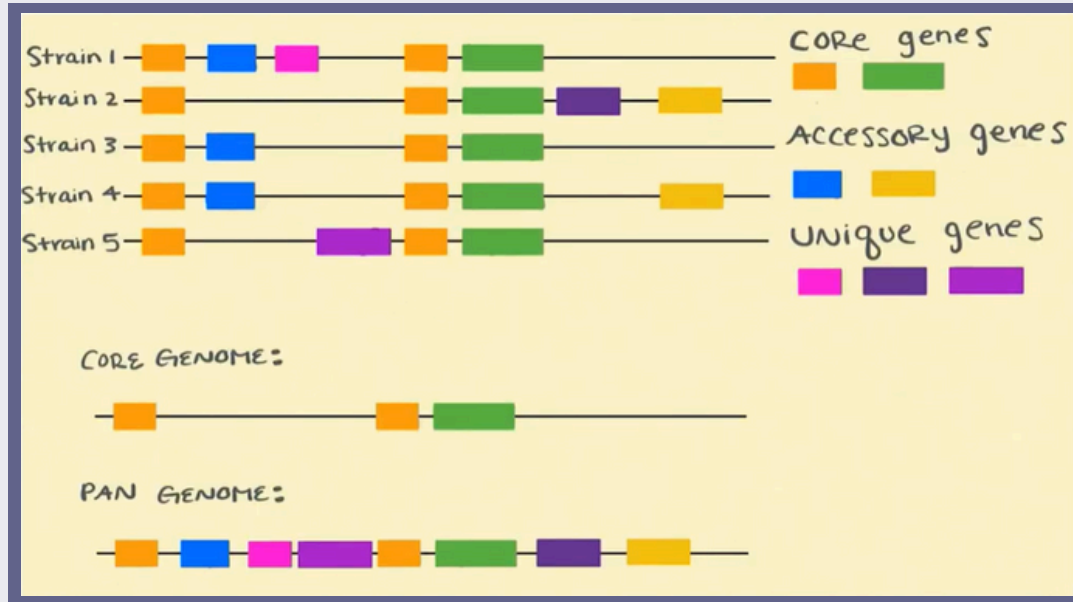 Strain 1
Strain 2
Strain 3
Strain 4
Strain 5
CORE genes
ACCESSORY genes
UNIQUE genes
CORE GENOME:
PAN GENOME: